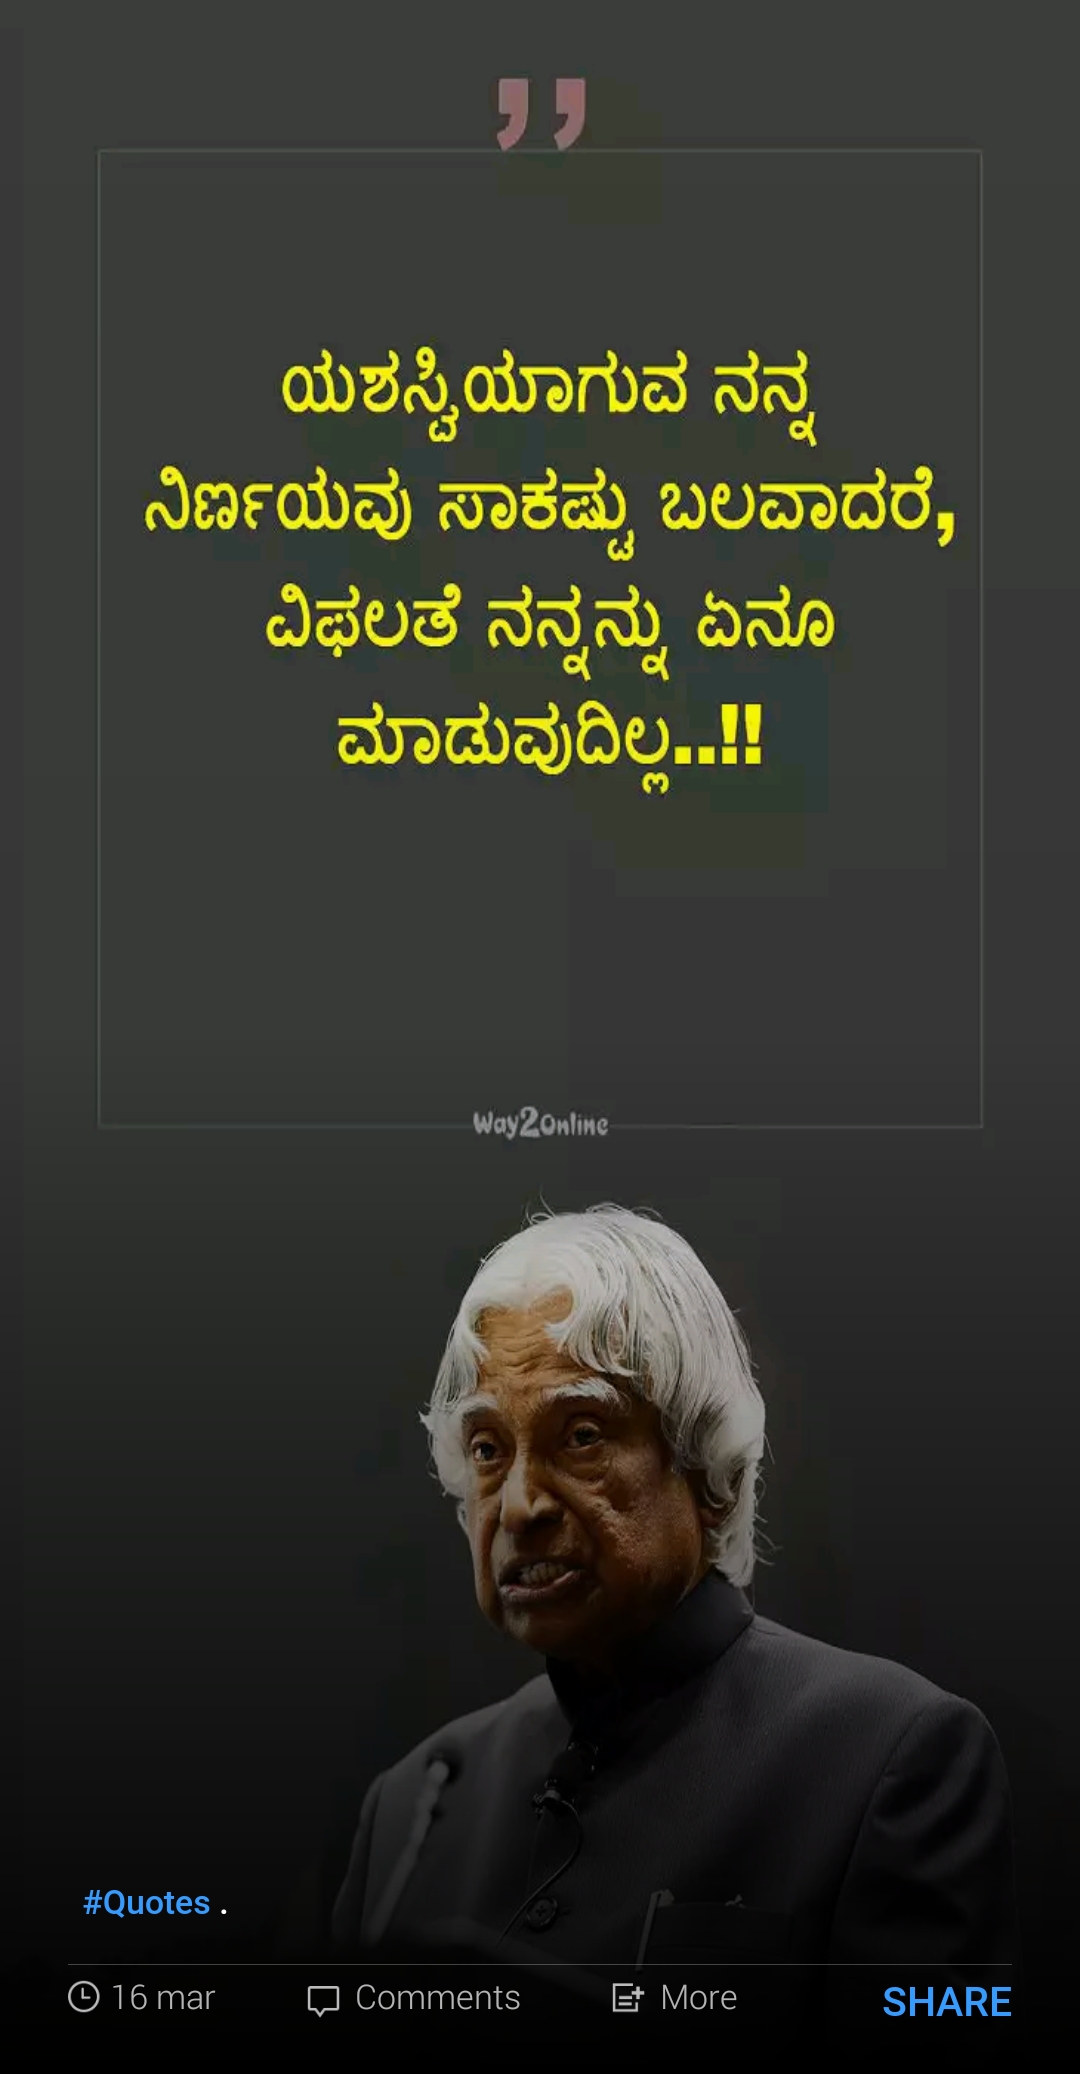 ”
ಯಶಸ್ವಿಯಾಗುವ ನನ್ನ
ನಿರ್ಣಯವು ಸಾಕಷ್ಟು ಬಲವಾದರೆ,
ವಿಫಲತೆ ನನ್ನನ್ನು ಏನೂ
ಮಾಡುವುದಿಲ್ಲ..!!
Way2Online
#Quotes .
16 mar Comments More SHARE